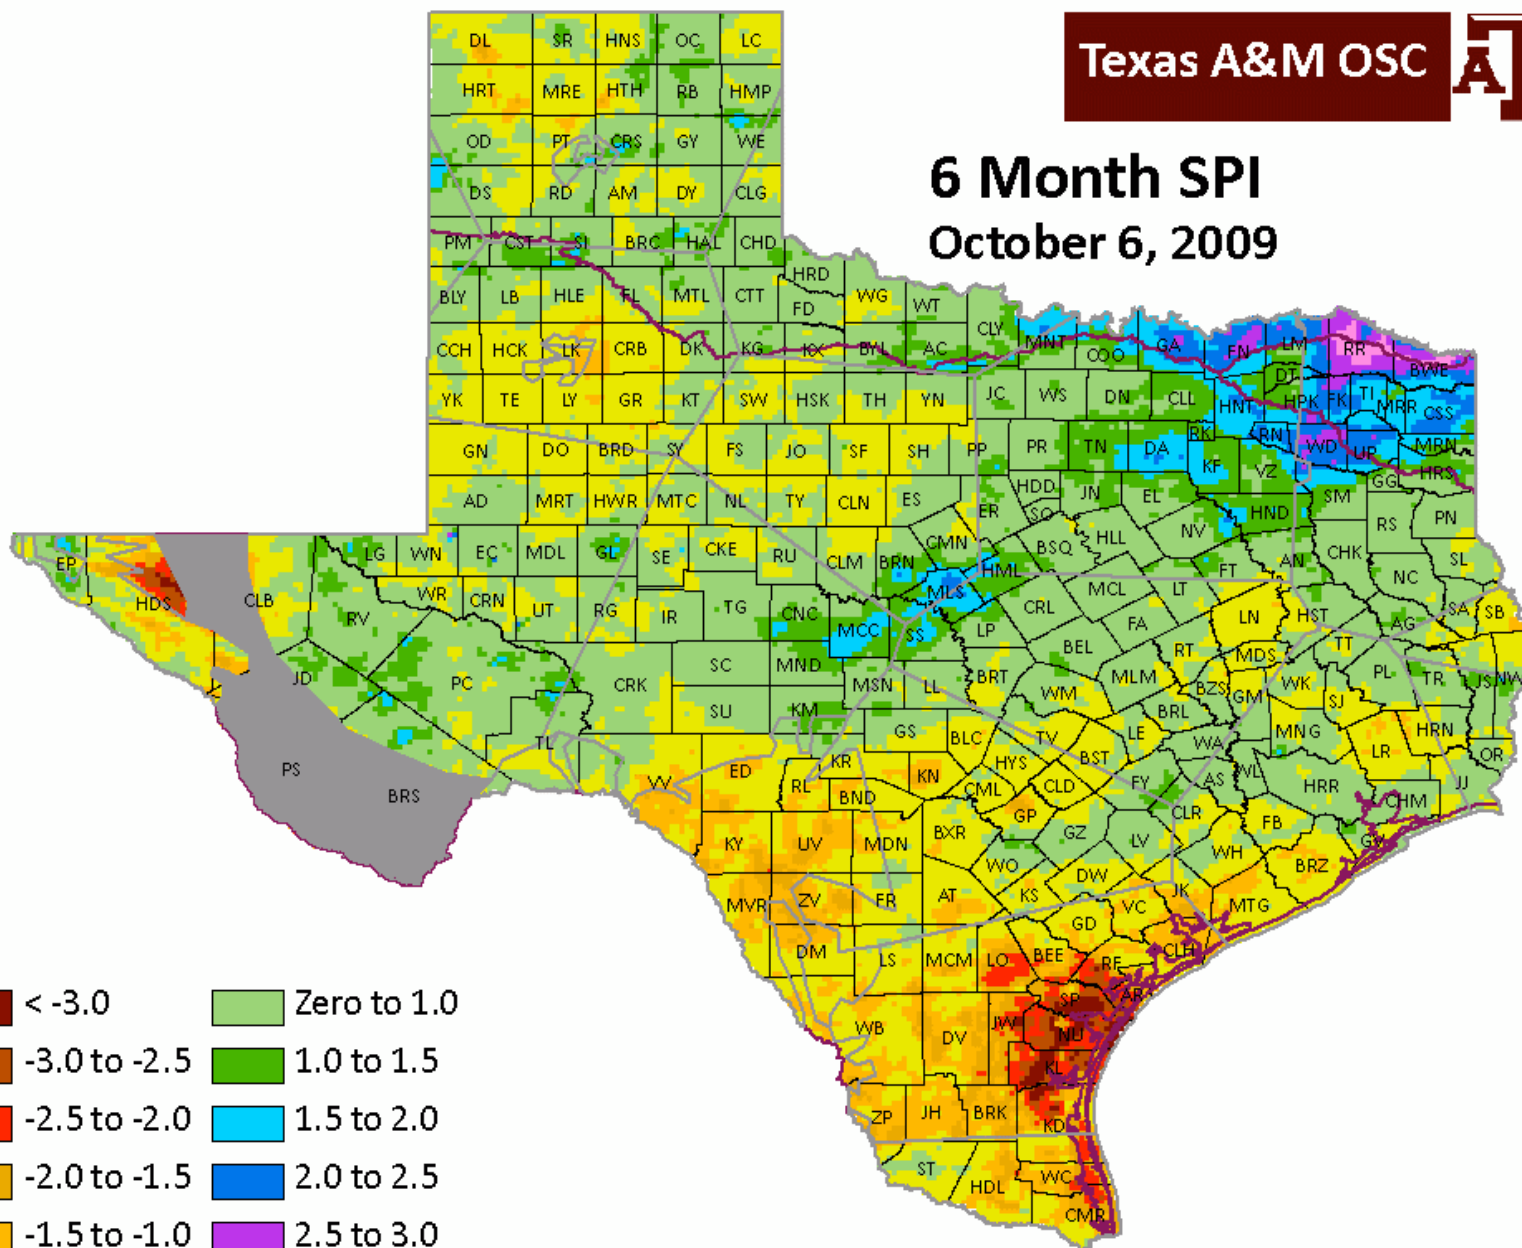 Texas A&M OSC
6 Month SPI
October 6, 2009
DL SR HNS OC LC
HRT MRE HTH RB HMP
OD PT CRS GY WE
DS RD AM DY CLG
PM CST SI BRC HAL CHD
BLY LB HLE FL MTL CTT HRD
FD WG WT CLY
CCH HCK LK CRB DK KG KX BYL AC MNT COO GA FN LM RR BWE
YK TE LY GR KT SW HSK TH YN JC WS DN CLL HNT DT HPK FK TI MRR CSS
GN DO BRD SY FS JO SF SH PP PR TN DA RK KF RN VZ WD UP MRN HRS
AD MRT HWR MTC NL TY CLN ES ER HDD SO JN EL NV HND SM GG RS PN
EP LG WN EC MDL GL SE CKE RU CLM BRN CMN HML BSQ HLL FT AN CHK SL
HDS CLB RV WR CRN UT RG IR TG CNC MCC MLS SS LP CRL MCL LT FA LN HST NC AG SA SB
JD PC CRK SC MND MSN LL BRT BEL MLM RT MDS TT PL TR JS NW
SU KM GS BLC WM BZS BRL GM WK SJ MNG LR HRN
TL VV ED RL KR BND KN HYS TV BST LE WA AS WL HRR OR JJ
PS BRS CML CLD FY CLR CHM
KY UV MDN BXR GP GZ LV FB GV
MVR ZV FR AT WO KS DW JK WH BRZ
DM LS MCM LO BEE GD VC MTG
WB DV JW SP RF AR CLH
NU KL
ZP JH BRK KD
ST HDL WC
CMR
< -3.0
-3.0 to -2.5
-2.5 to -2.0
-2.0 to -1.5
-1.5 to -1.0
Zero to 1.0
1.0 to 1.5
1.5 to 2.0
2.0 to 2.5
2.5 to 3.0